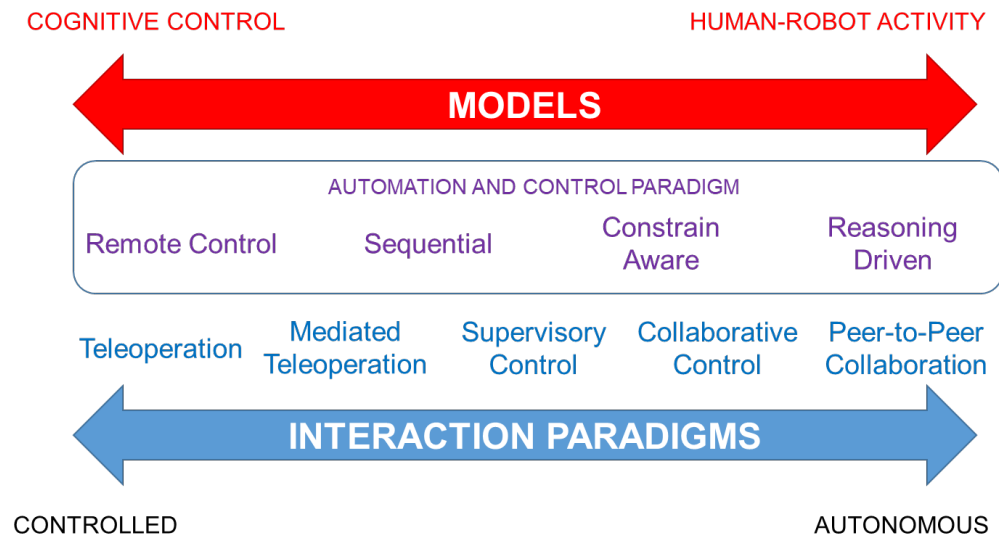 COGNITIVE CONTROL
HUMAN-ROBOT ACTIVITY
MODELS
AUTOMATION AND CONTROL PARADIGM
Remote Control
Sequential
Constrain
Aware
Reasoning
Driven
Teleoperation
Mediated
Teleoperation
Supervisory
Control
Collaborative
Control
Peer-to-Peer
Collaboration
INTERACTION PARADIGMS
CONTROLLED
AUTONOMOUS